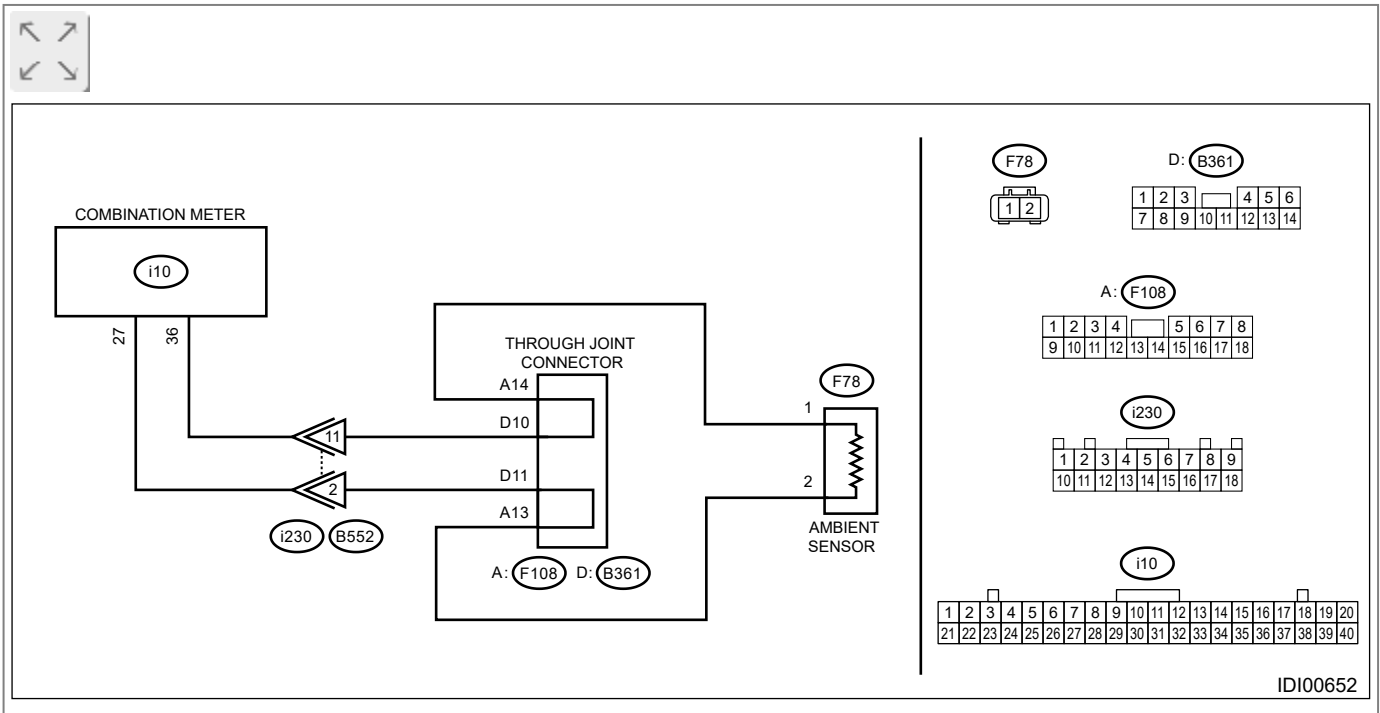 COMBINATION METER
i10
27
36
11
2
i230 B552
THROUGH JOINT
CONNECTOR
A14
D10
D11
A13
A: F108 D: B361
F78
1
2
AMBIENT
SENSOR
F78
1 2
D: B361
1 2 3 4 5 6
7 8 9 10 11 12 13 14
A: F108
1 2 3 4 5 6 7 8
9 10 11 12 13 14 15 16 17 18
i230
1 2 3 4 5 6 7 8 9
10 11 12 13 14 15 16 17 18
i10
1 2 3 4 5 6 7 8 9 10 11 12 13 14 15 16 17 18 19 20
21 22 23 24 25 26 27 28 29 30 31 32 33 34 35 36 37 38 39 40
IDI00652